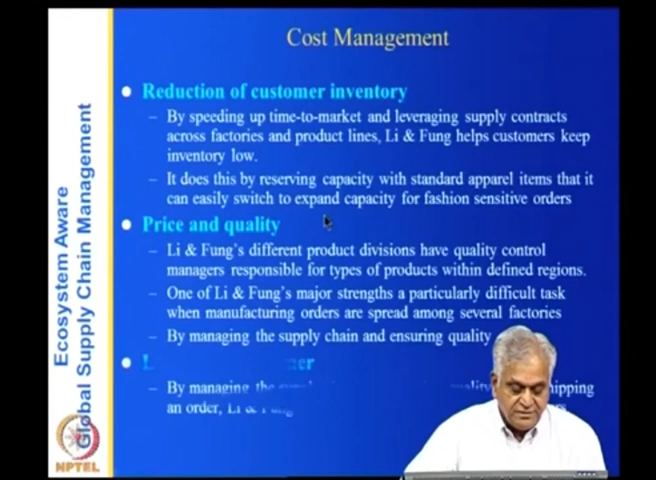 Cost Management
Reduction of customer inventory
– By speeding up time-to-market and leveraging supply contracts
across factories and product lines, Li & Fung helps customers keep
inventory low.
– It does this by reserving capacity with standard apparel items that it
can easily switch to expand capacity for fashion sensitive orders
Price and quality
– Li & Fung's different product divisions have quality control
managers responsible for types of products within defined regions.
– One of Li & Fung's major strengths a particularly difficult task
when manufacturing orders are spread among several factories
– By managing the supply chain and ensuring quality
– By managing the
an order, Li & Fung
Ecosystem Aware
Global Supply Chain Management
NPTEL